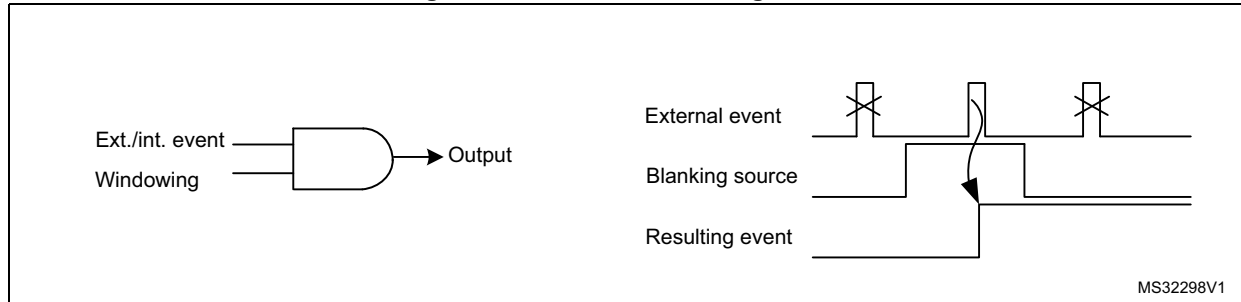 Ext./int. event
Windowing
Output
External event
Blanking source
Resulting event
MS32298V1